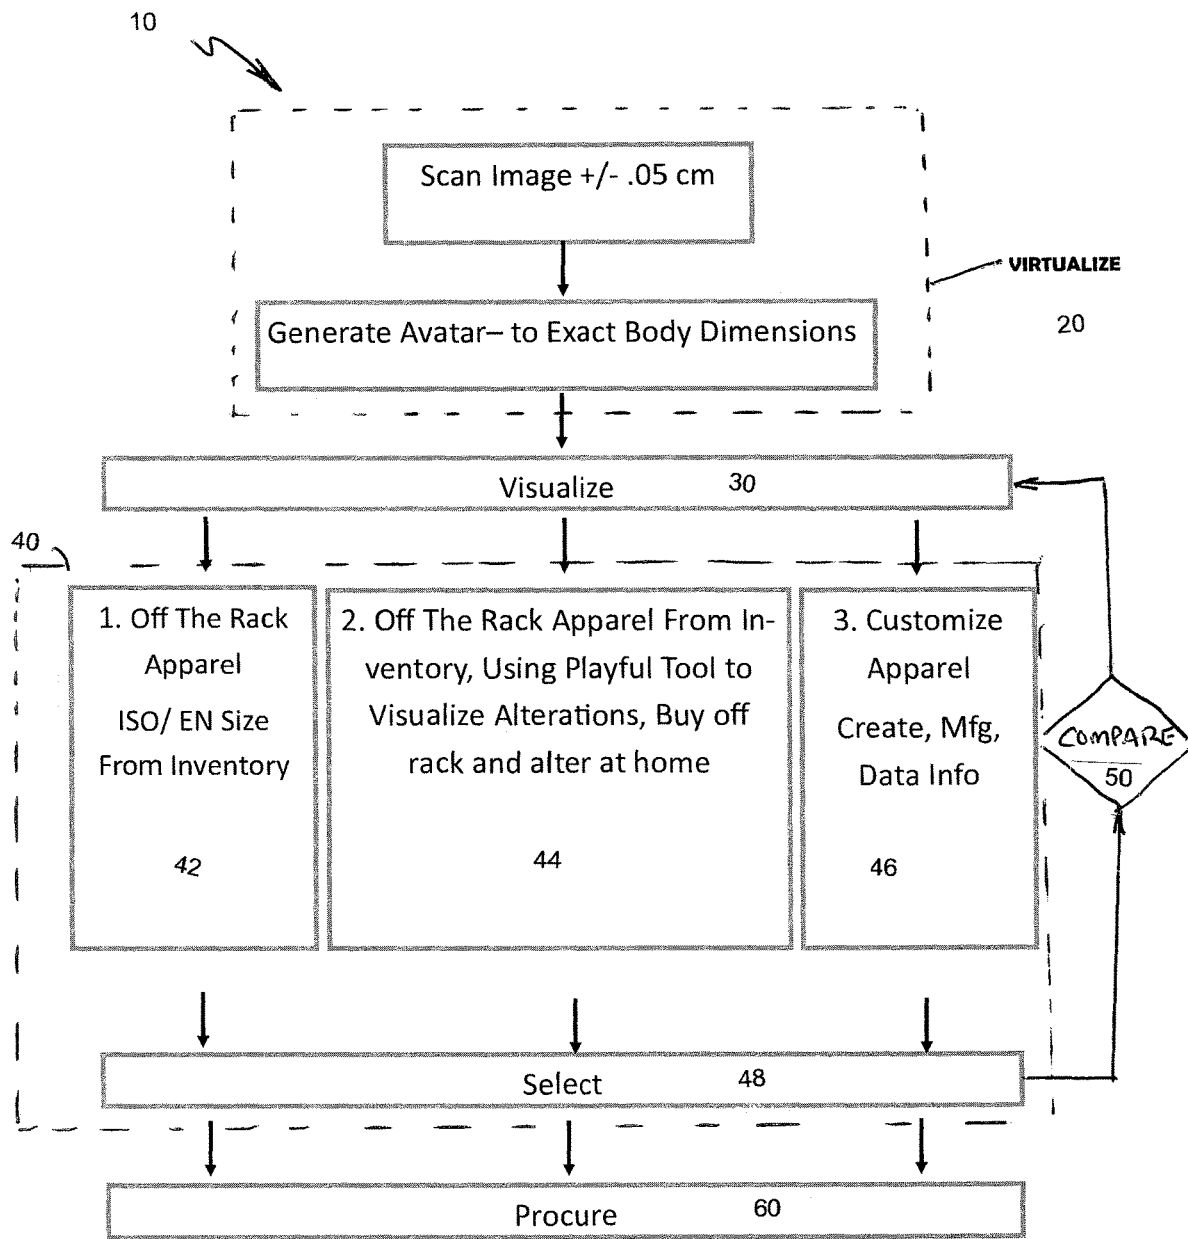 10
Scan Image +/- .05 cm
VIRTUALIZE
20
Generate Avatar– to Exact Body Dimensions
Visualize 30
40
1. Off The Rack
Apparel
ISO/ EN Size
From Inventory
42
2. Off The Rack Apparel From In-
ventory, Using Playful Tool to
Visualize Alterations, Buy off
rack and alter at home
44
3. Customize
Apparel
Create, Mfg,
Data Info
46
COMPARE
50
Select 48
Procure 60